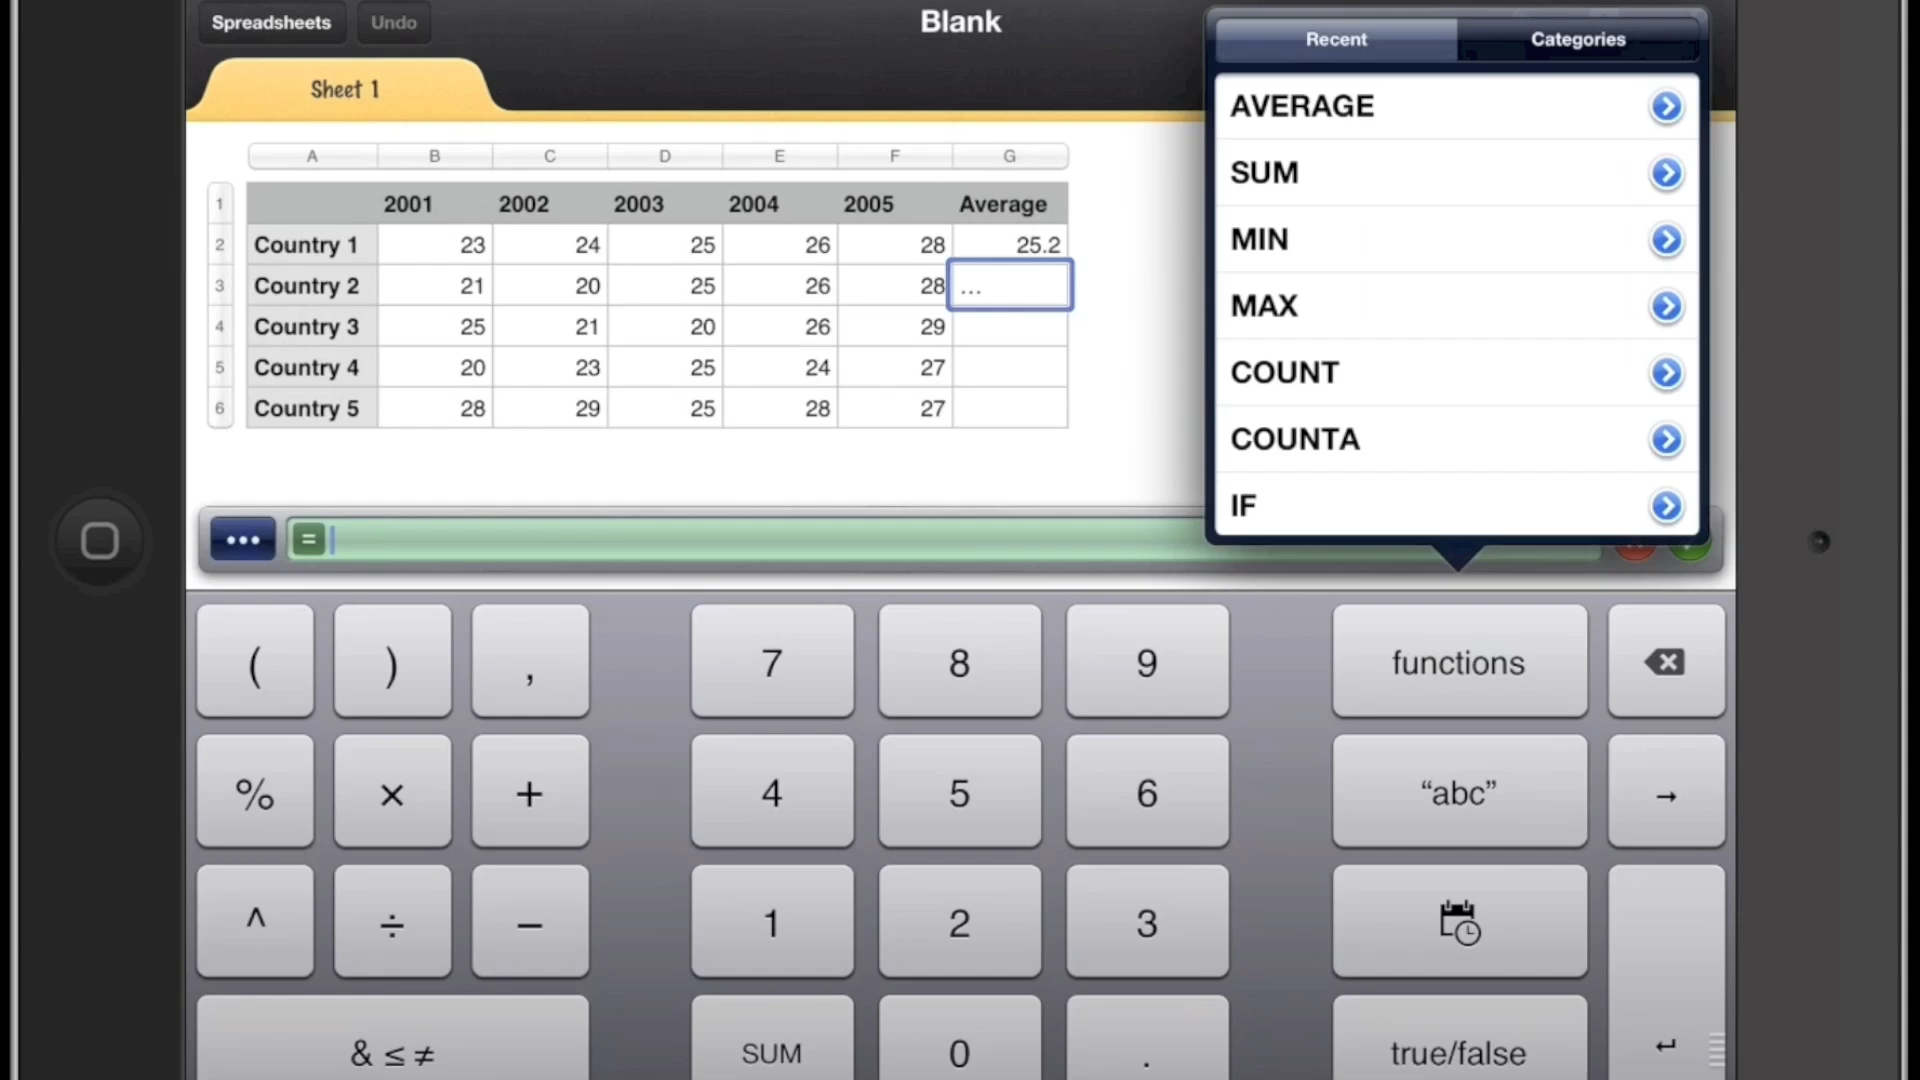 Spreadsheets Undo Blank
Recent Categories
Sheet 1
A B C D E F G
1 2001 2002 2003 2004 2005 Average
2 Country 1 23 24 25 26 28 25.2
3 Country 2 21 20 25 26 28 ...
4 Country 3 25 21 20 26 29
5 Country 4 20 23 25 24 27
6 Country 5 28 29 25 28 27
AVERAGE
SUM
MIN
MAX
COUNT
COUNTA
IF
••• =
( ) , 7 8 9 functions
% × + 4 5 6 “abc” →
^ ÷ − 1 2 3
& ≤ ≠ SUM 0 . true/false ↵